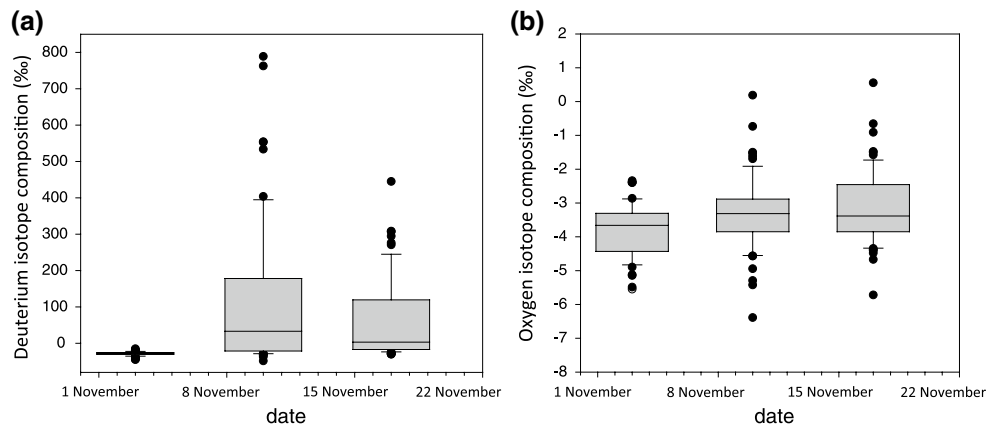 (a)
Deuterium isotope composition (‰)
800
700
600
500
400
300
200
100
0
1 November
8 November
15 November
22 November
date
(b)
Oxygen isotope composition (‰)
2
1
0
-1
-2
-3
-4
-5
-6
-7
-8
1 November
8 November
15 November
22 November
date